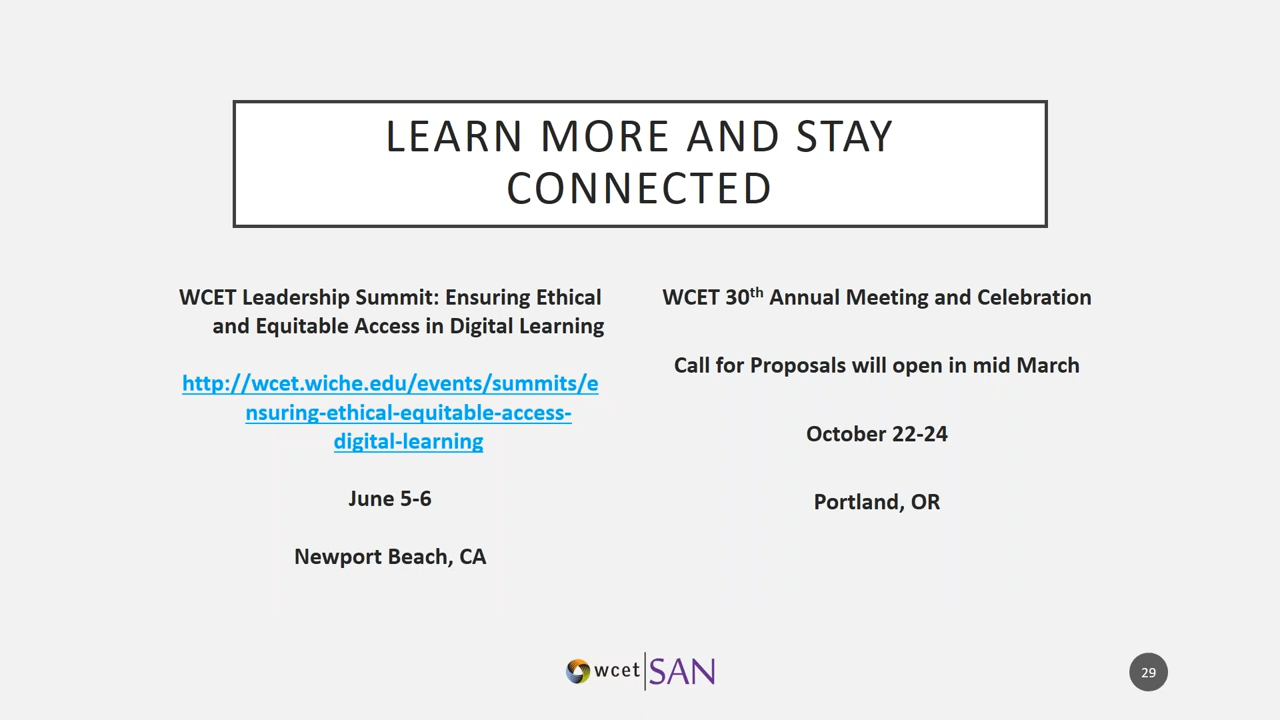 LEARN MORE AND STAY
CONNECTED
WCET Leadership Summit: Ensuring Ethical
and Equitable Access in Digital Learning
http://wcet.wiche.edu/events/summits/e
nsuring-ethical-equitable-access-
digital-learning
June 5-6
Newport Beach, CA
WCET 30th Annual Meeting and Celebration
Call for Proposals will open in mid March
October 22-24
Portland, OR
wcet|SAN
29